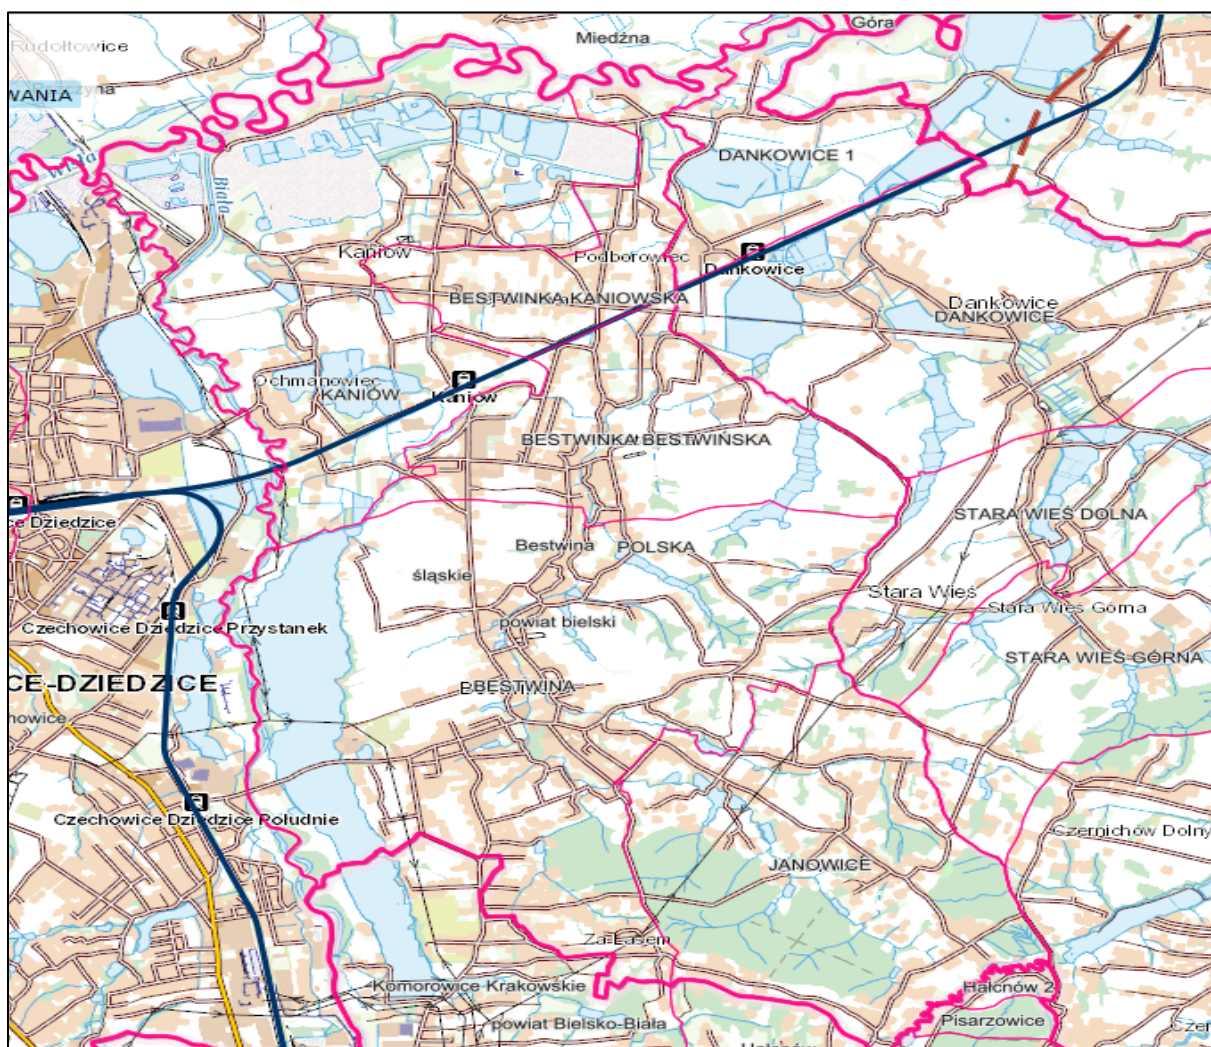 Góra
Miedźna
Rudołtowice
WANIA
Wisła
DANKOWICE 1
Biała
Kaniów
Podborowiec
Dankowice
BESTWINKA KANIOWSKA
Dankowice
DANKOWICE
Ochmanowiec
KANIÓW
Kaniów
BESTWINKA BESTWIŃSKA
ce Dziedzice
STARA WIEŚ DOLNA
Bestwina
POLSKA
śląskie
Stara Wieś
Stara Wieś Górna
powiat bielski
Czechowice Dziedzice Przystanek
STARA WIEŚ GÓRNA
CE-DZIEDZICE
BESTWINA
howice
Czechowice Dziedzice Południe
Czernichów Dolny
JANOWICE
Za Lasem
Komorowice Krakowskie
Hałcnów 2
powiat Bielsko-Biała
Pisarzowice